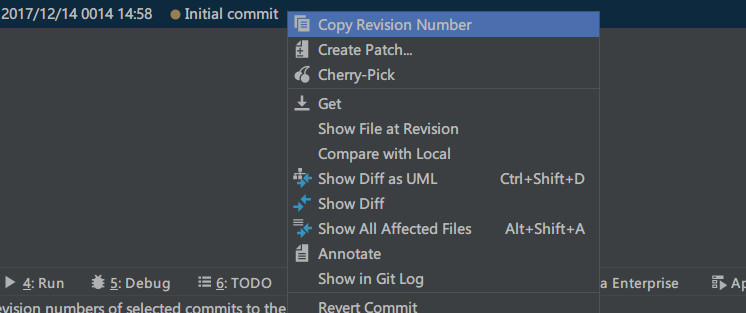 2017/12/14 0014 14:58 Initial commit
Copy Revision Number
Create Patch...
Cherry-Pick
Get
Show File at Revision
Compare with Local
Show Diff as UML Ctrl+Shift+D
Show Diff
Show All Affected Files Alt+Shift+A
Annotate
Show in Git Log
4: Run 5: Debug 6: TODO a Enterprise Ap
evision numbers of selected commits to the
Revert Commit